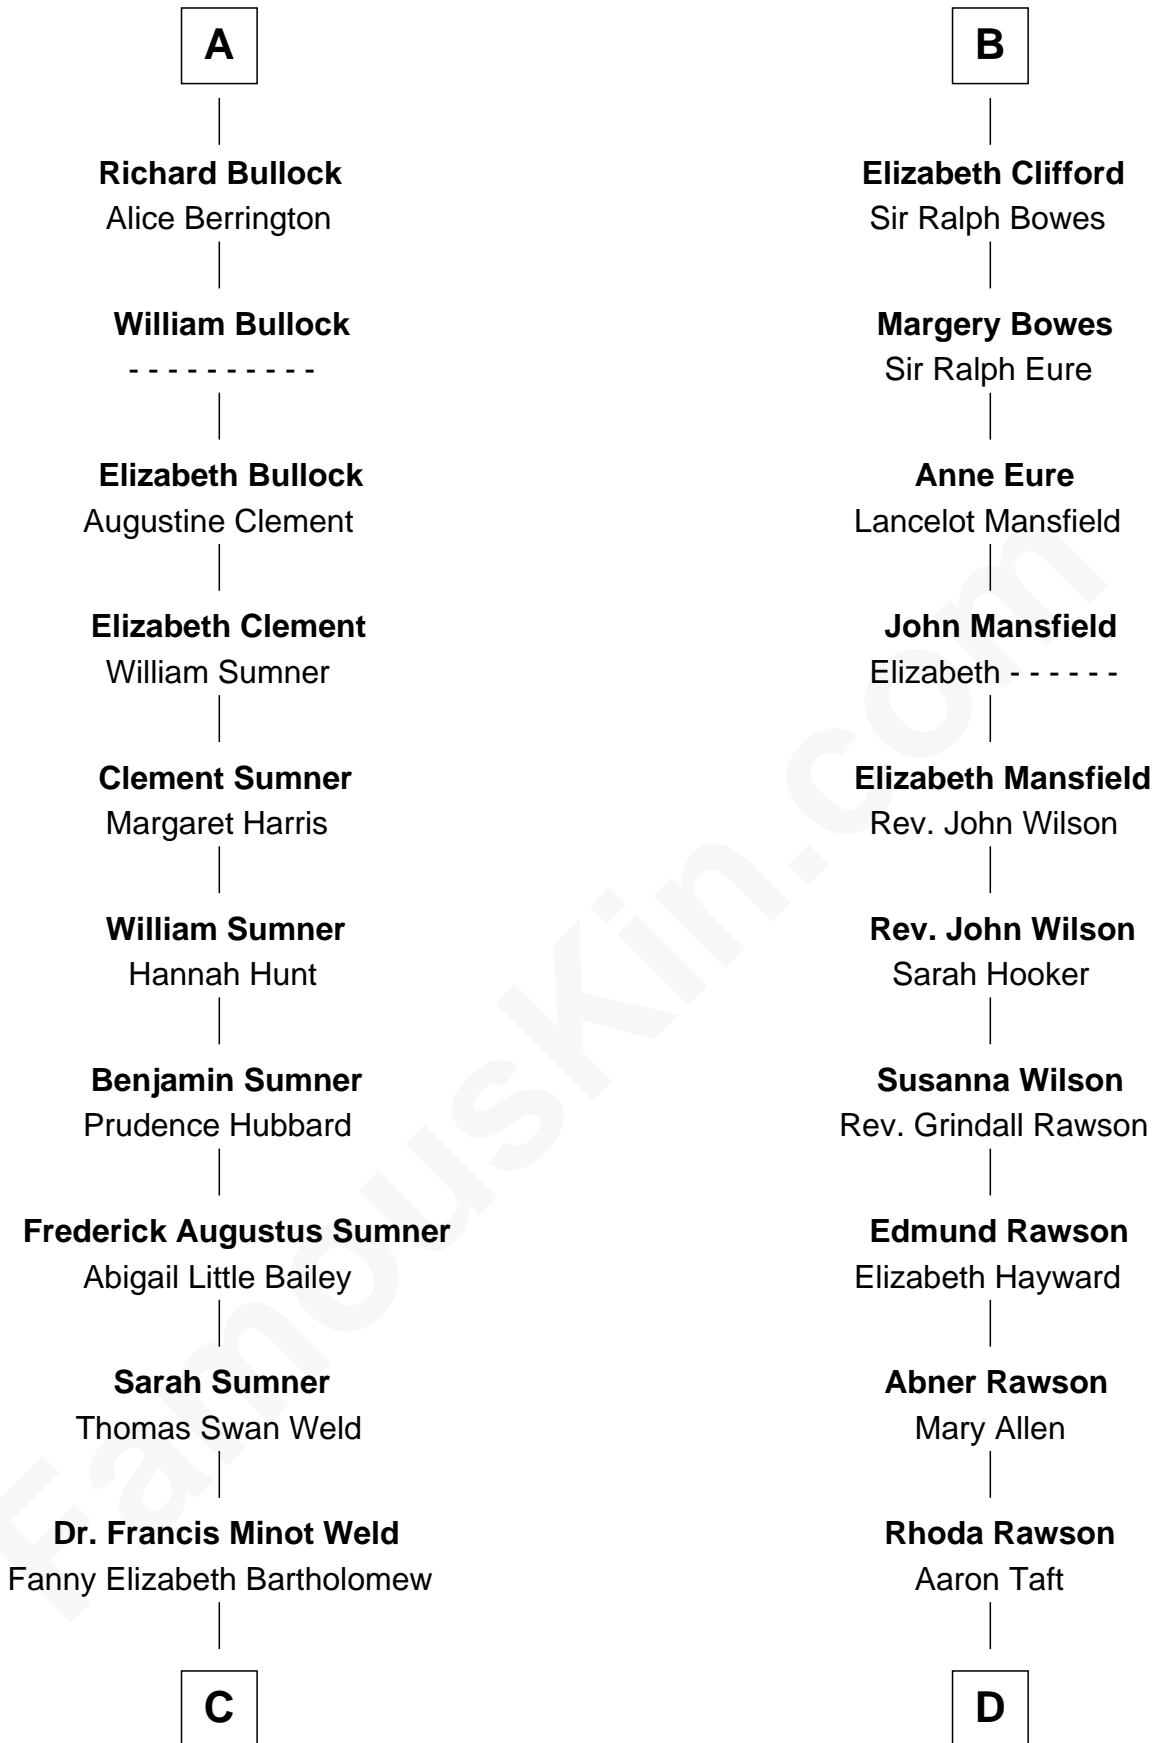 A
Richard Bullock
Alice Berrington
William Bullock
- - - - - - - - - -
Elizabeth Bullock
Augustine Clement
Elizabeth Clement
William Sumner
Clement Sumner
Margaret Harris
William Sumner
Hannah Hunt
Benjamin Sumner
Prudence Hubbard
Frederick Augustus Sumner
Abigail Little Bailey
Sarah Sumner
Thomas Swan Weld
Dr. Francis Minot Weld
Fanny Elizabeth Bartholomew
C
B
Elizabeth Clifford
Sir Ralph Bowes
Margery Bowes
Sir Ralph Eure
Anne Eure
Lancelot Mansfield
John Mansfield
Elizabeth - - - - - -
Elizabeth Mansfield
Rev. John Wilson
Rev. John Wilson
Sarah Hooker
Susanna Wilson
Rev. Grindall Rawson
Edmund Rawson
Elizabeth Hayward
Abner Rawson
Mary Allen
Rhoda Rawson
Aaron Taft
D
FamousKin.com